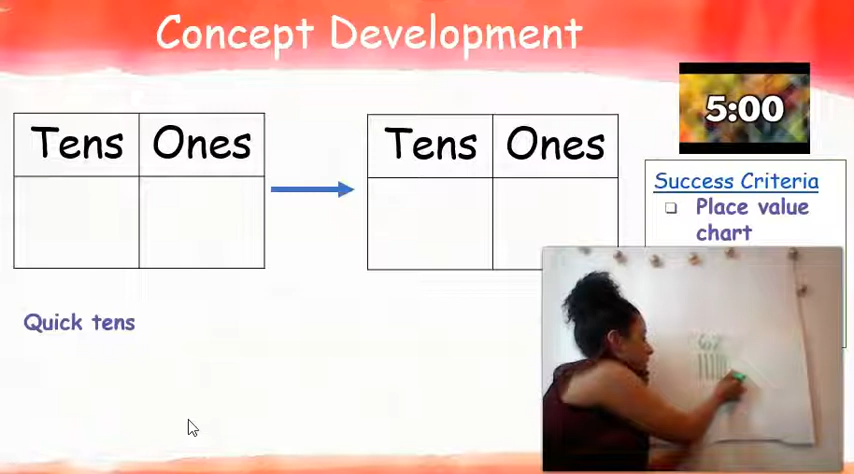 Concept Development
5:00
Tens Ones
Tens Ones
Success Criteria
Place value
chart
Quick tens